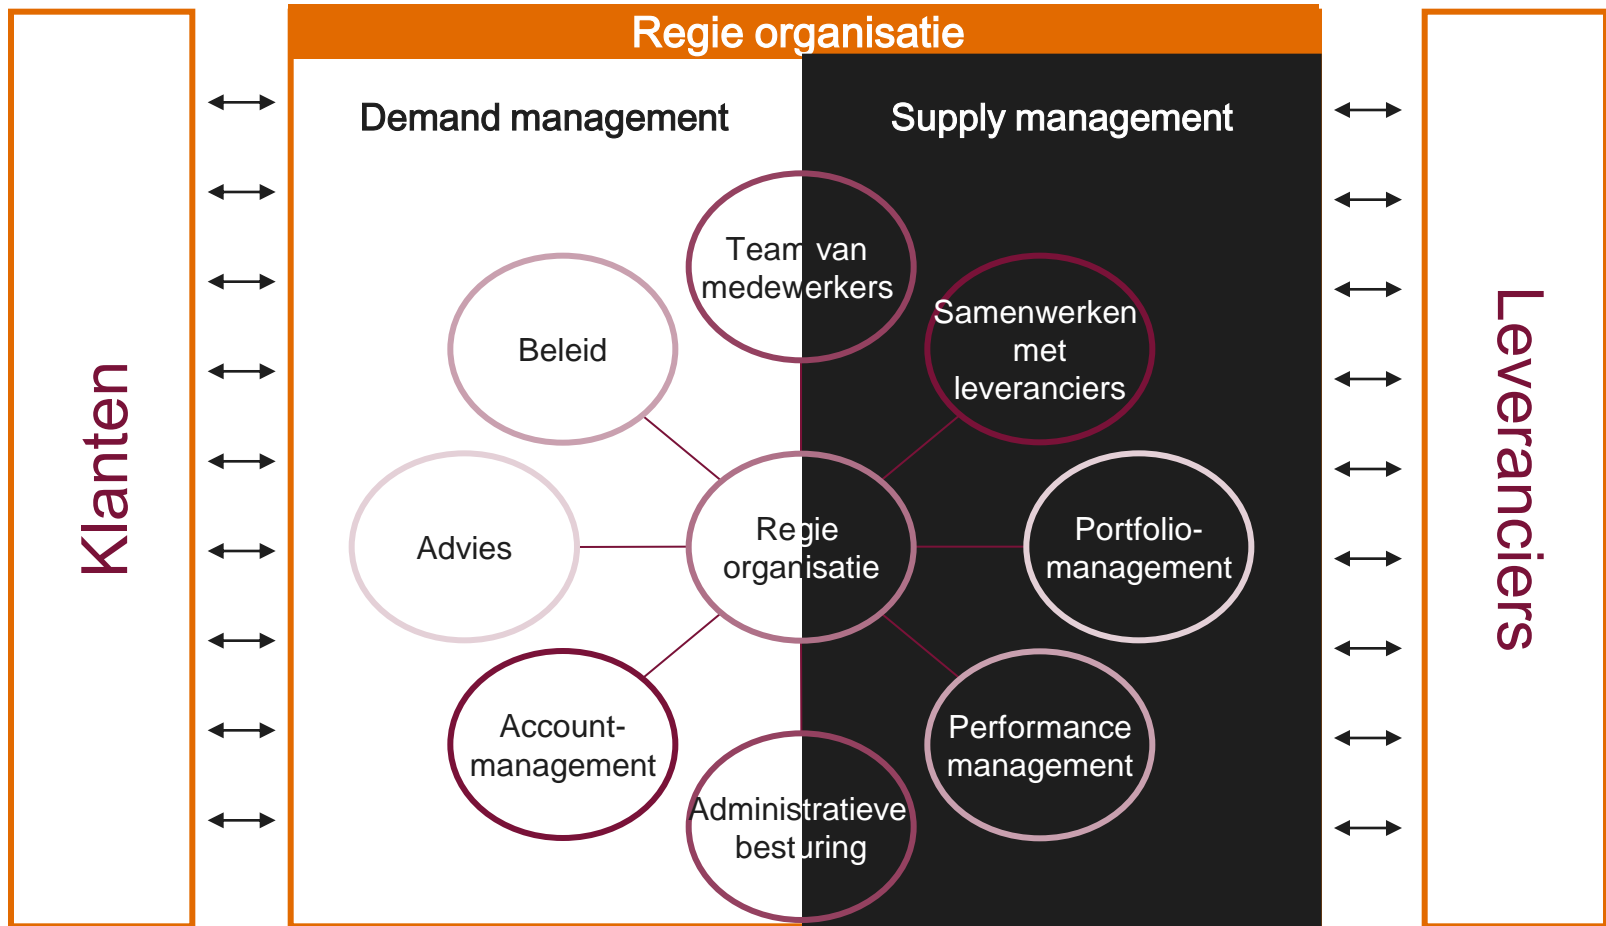 Regie organisatie
Klanten
Demand management
Supply management
Team van
medewerkers
Beleid
Samenwerken
met
leveranciers
Advies
Regie
organisatie
Portfolio-
management
Account-
management
Performance
management
Administratieve
besturing
Leveranciers